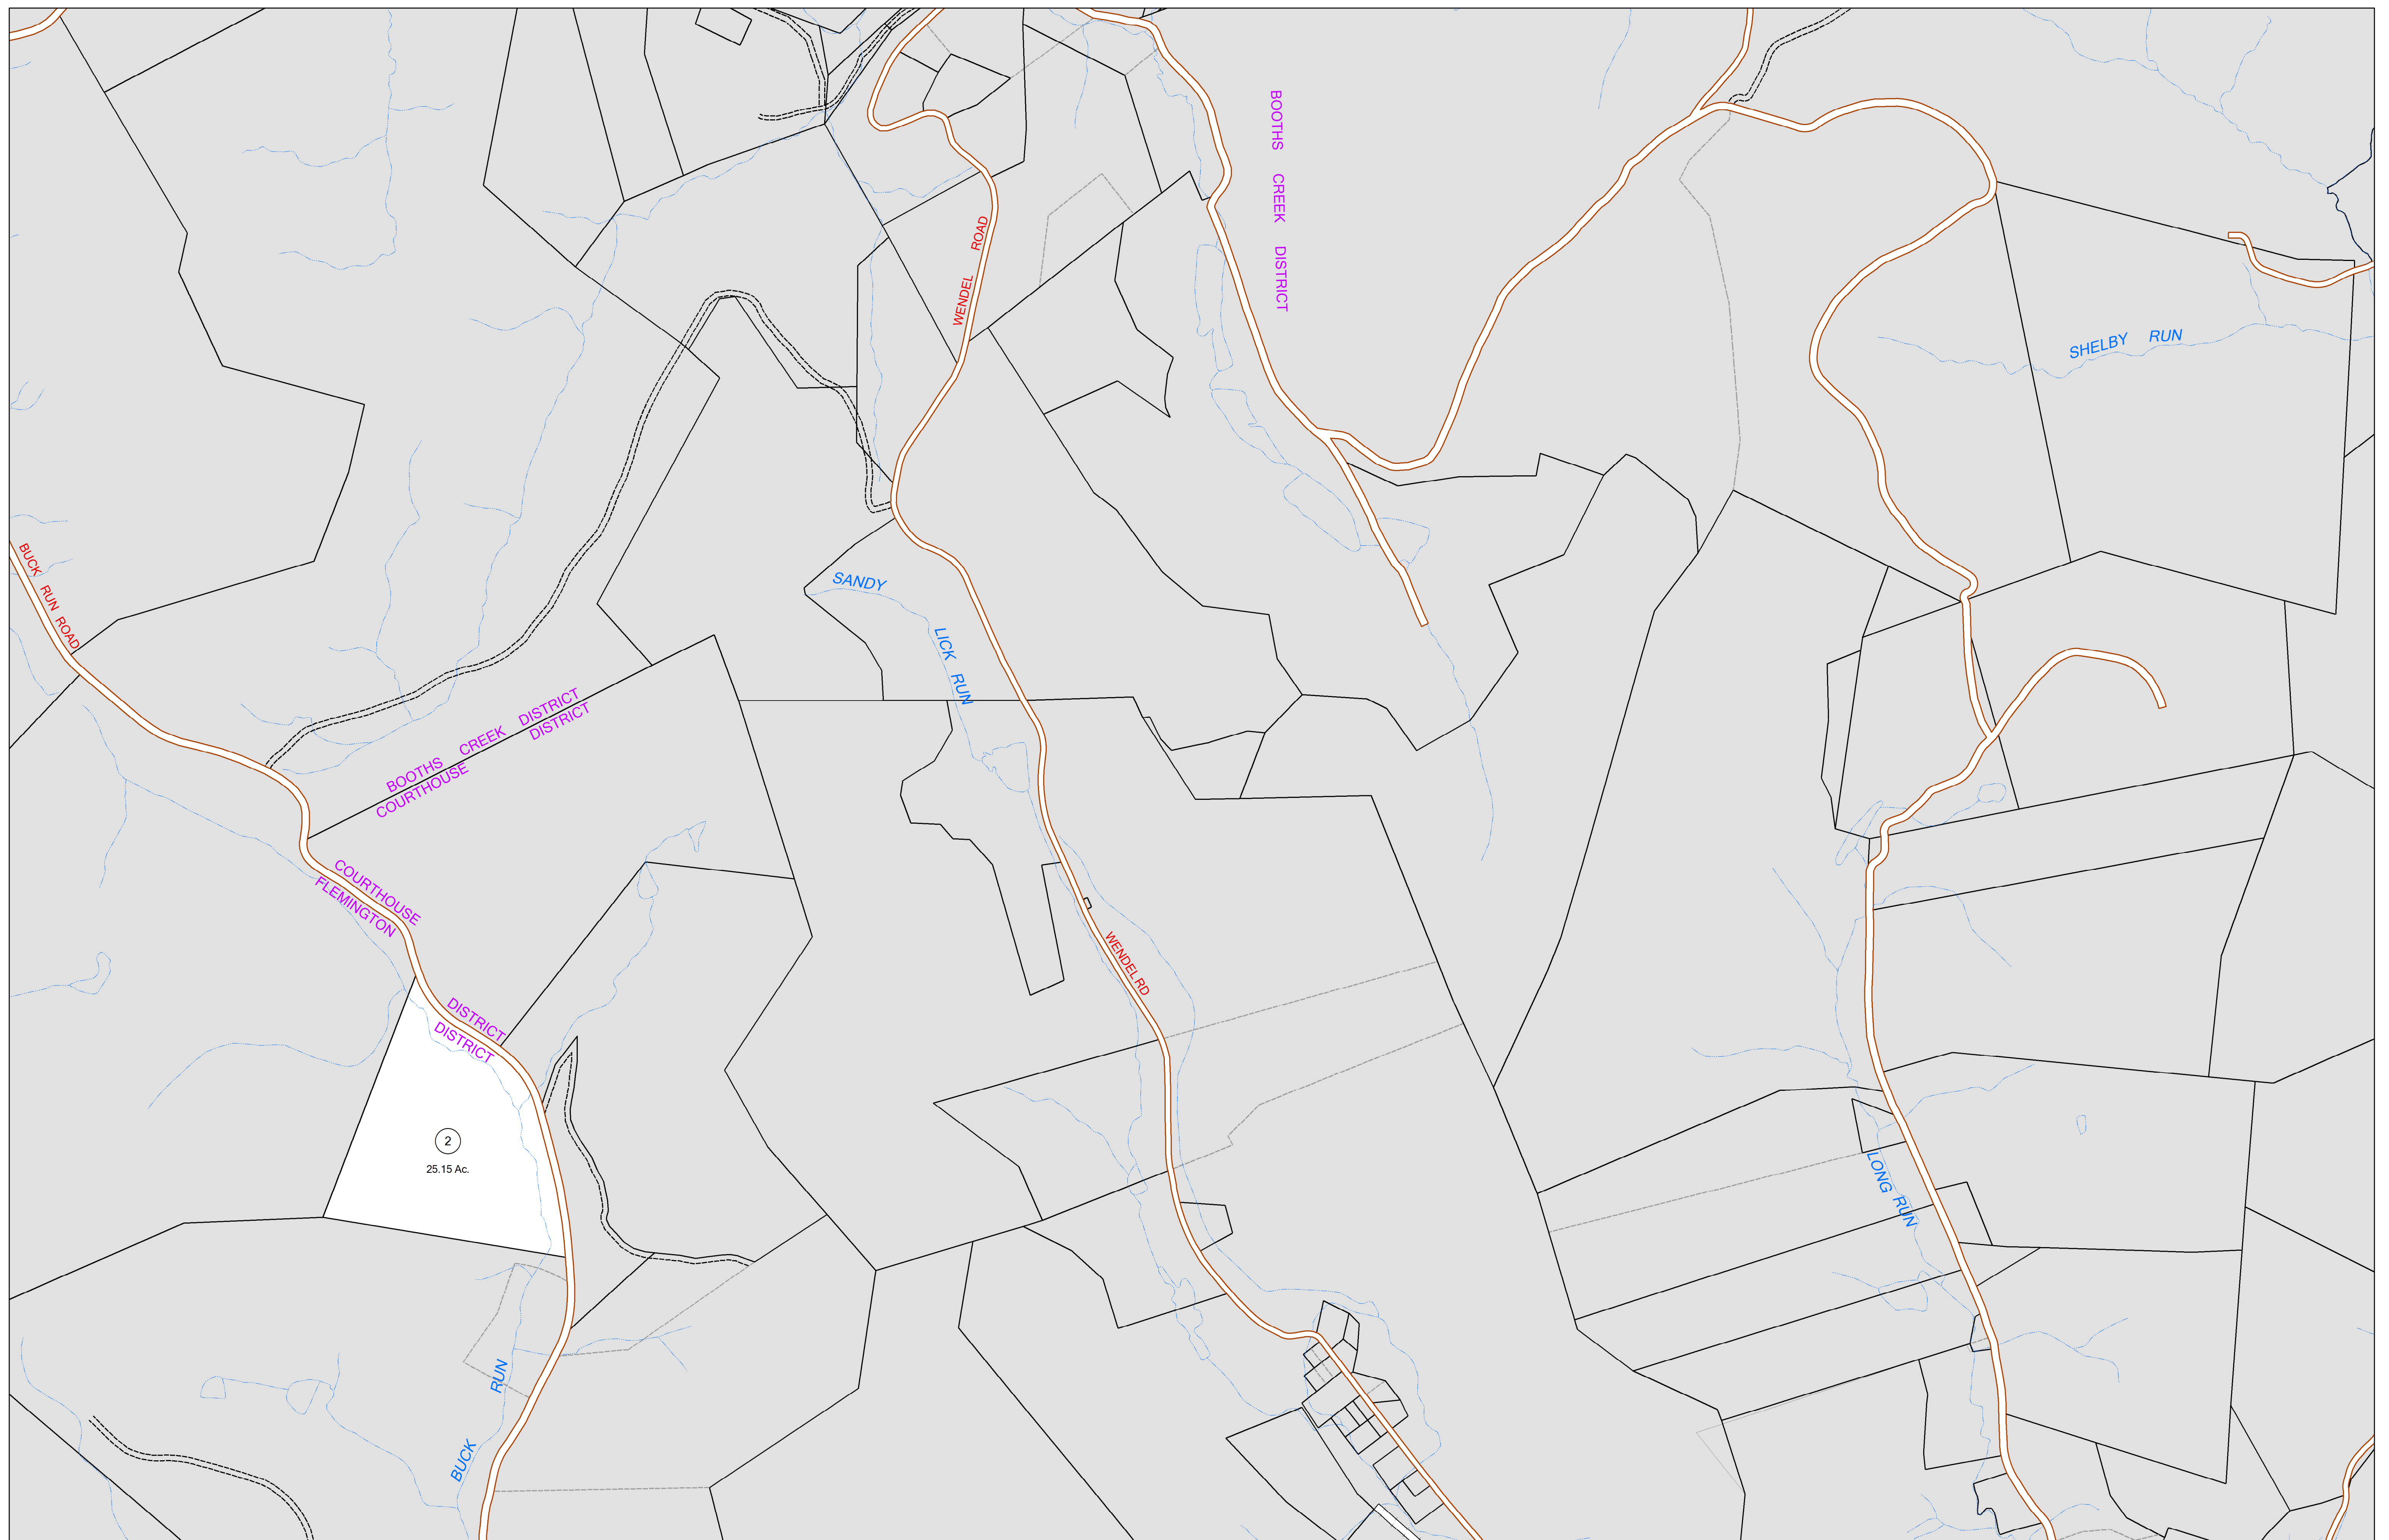 BOOTHS CREEK DISTRICT
WENDEL ROAD
SHELBY RUN
BUCK RUN ROAD
SANDY
LICK RUN
BOOTHS CREEK DISTRICT
COURTHOUSE DISTRICT
COURTHOUSE DISTRICT
FLEMINGTON DISTRICT
WENDEL RD
2
25.15 Ac.
LONG RUN
BUCK RUN